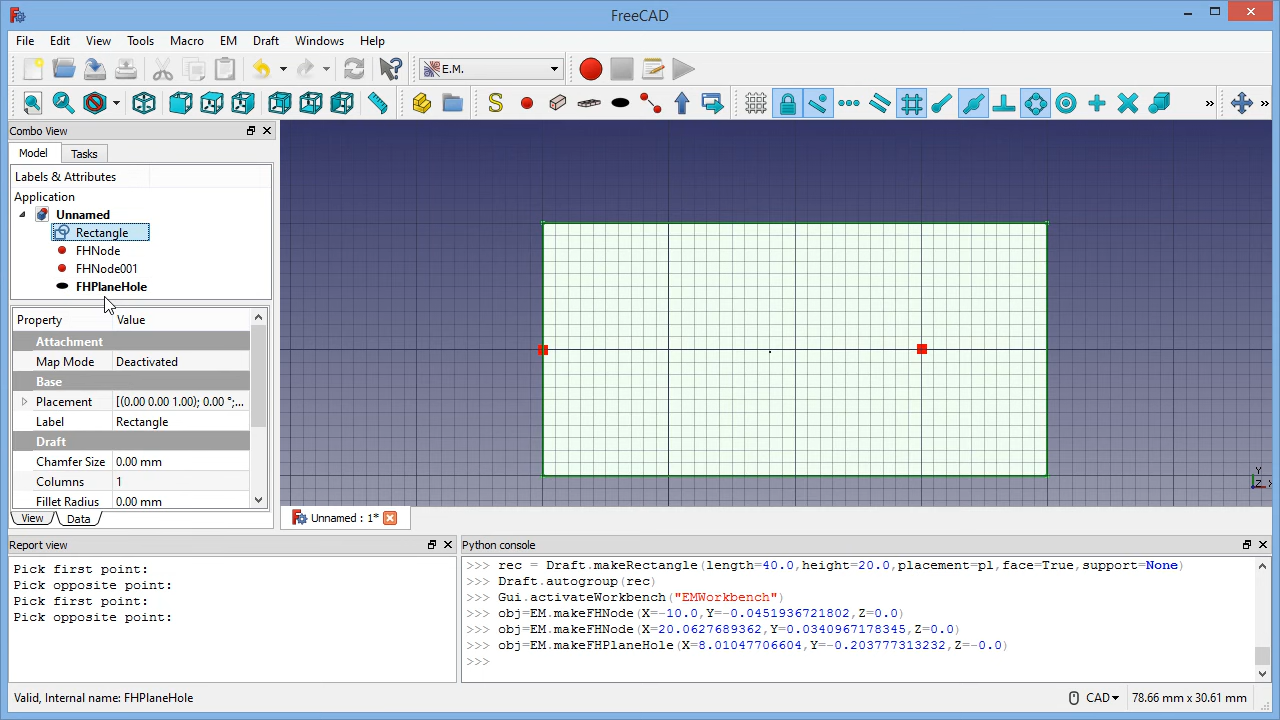 FreeCAD
File Edit View Tools Macro EM Draft Windows Help
E.M.
S
»
»
Combo View
Model Tasks
Labels & Attributes
Application
Unnamed
Rectangle
FHNode
FHNode001
FHPlaneHole
Property Value
Attachment
Map Mode Deactivated
Base
Placement [(0.00 0.00 1.00); 0.00 °;...
Label Rectangle
Draft
Chamfer Size 0.00 mm
Columns 1
Fillet Radius 0.00 mm
View Data
Y
Z X
Unnamed : 1*
Report view
Pick first point:
Pick opposite point:
Pick first point:
Pick opposite point:
Python console
>>> rec = Draft.makeRectangle(length=40.0,height=20.0,placement=pl,face=True,support=None)
>>> Draft.autogroup(rec)
>>> Gui.activateWorkbench("EMWorkbench")
>>> obj=EM.makeFHNode(X=-10.0,Y=-0.0451936721802,Z=0.0)
>>> obj=EM.makeFHNode(X=20.0627689362,Y=0.0340967178345,Z=0.0)
>>> obj=EM.makeFHPlaneHole(X=8.01047706604,Y=-0.203777313232,Z=-0.0)
>>>
Valid, Internal name: FHPlaneHole
CAD
78.66 mm x 30.61 mm